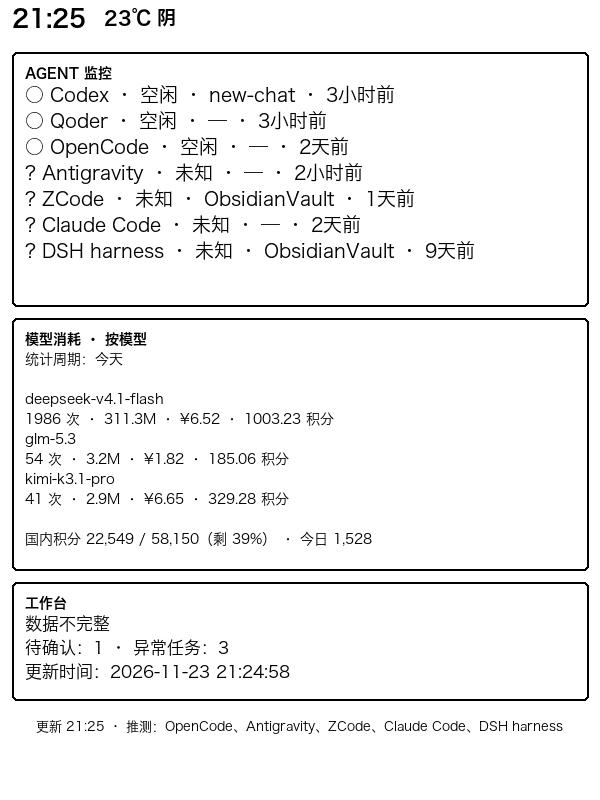 21:25 23℃ 阴
AGENT 监控
○ Codex · 空闲 · new-chat · 3小时前
○ Qoder · 空闲 · — · 3小时前
○ OpenCode · 空闲 · — · 2天前
? Antigravity · 未知 · — · 2小时前
? ZCode · 未知 · ObsidianVault · 1天前
? Claude Code · 未知 · — · 2天前
? DSH harness · 未知 · ObsidianVault · 9天前
模型消耗 · 按模型
统计周期：今天
deepseek-v4.1-flash
1986 次 · 311.3M · ¥6.52 · 1003.23 积分
glm-5.3
54 次 · 3.2M · ¥1.82 · 185.06 积分
kimi-k3.1-pro
41 次 · 2.9M · ¥6.65 · 329.28 积分
国内积分 22,549 / 58,150（剩 39%） · 今日 1,528
工作台
数据不完整
待确认：1 · 异常任务：3
更新时间：2026-11-23 21:24:58
更新 21:25 · 推测：OpenCode、Antigravity、ZCode、Claude Code、DSH harness